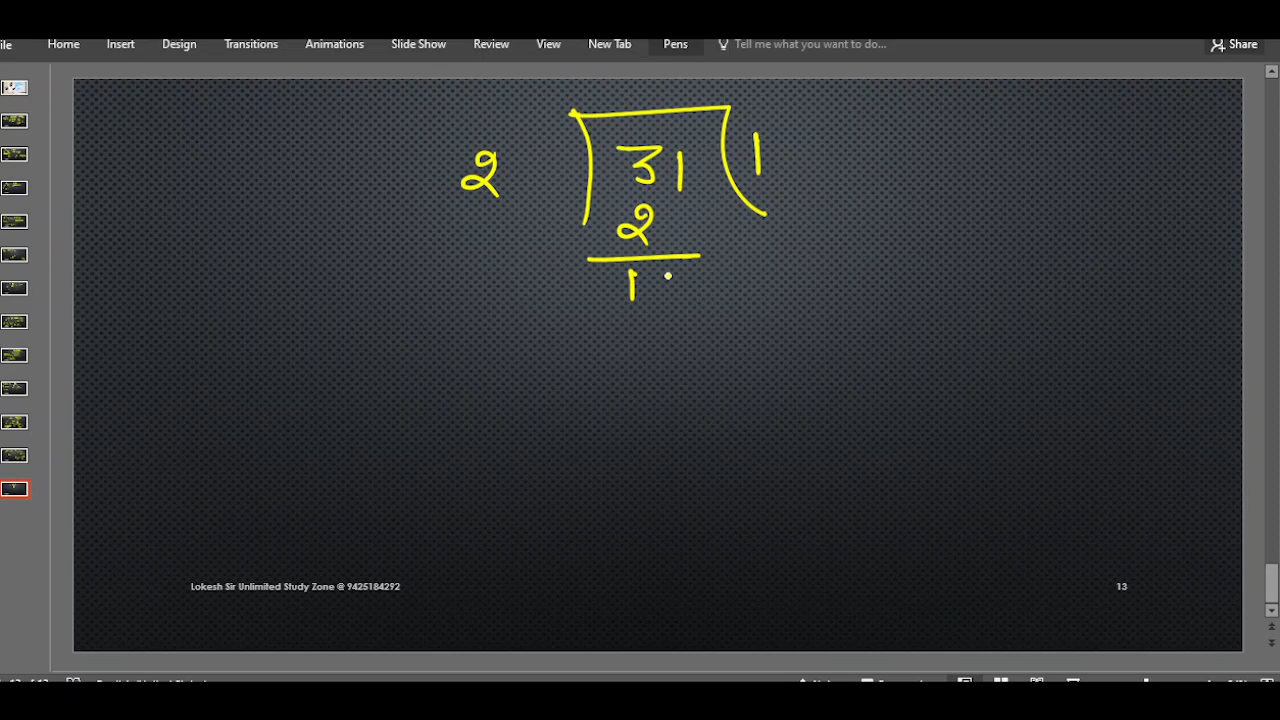 ile Home Insert Design Transitions Animations Slide Show Review View New Tab Pens Tell me what you want to do... Share
2 31 1
2
1
Lokesh Sir Unlimited Study Zone @ 9425184292 13